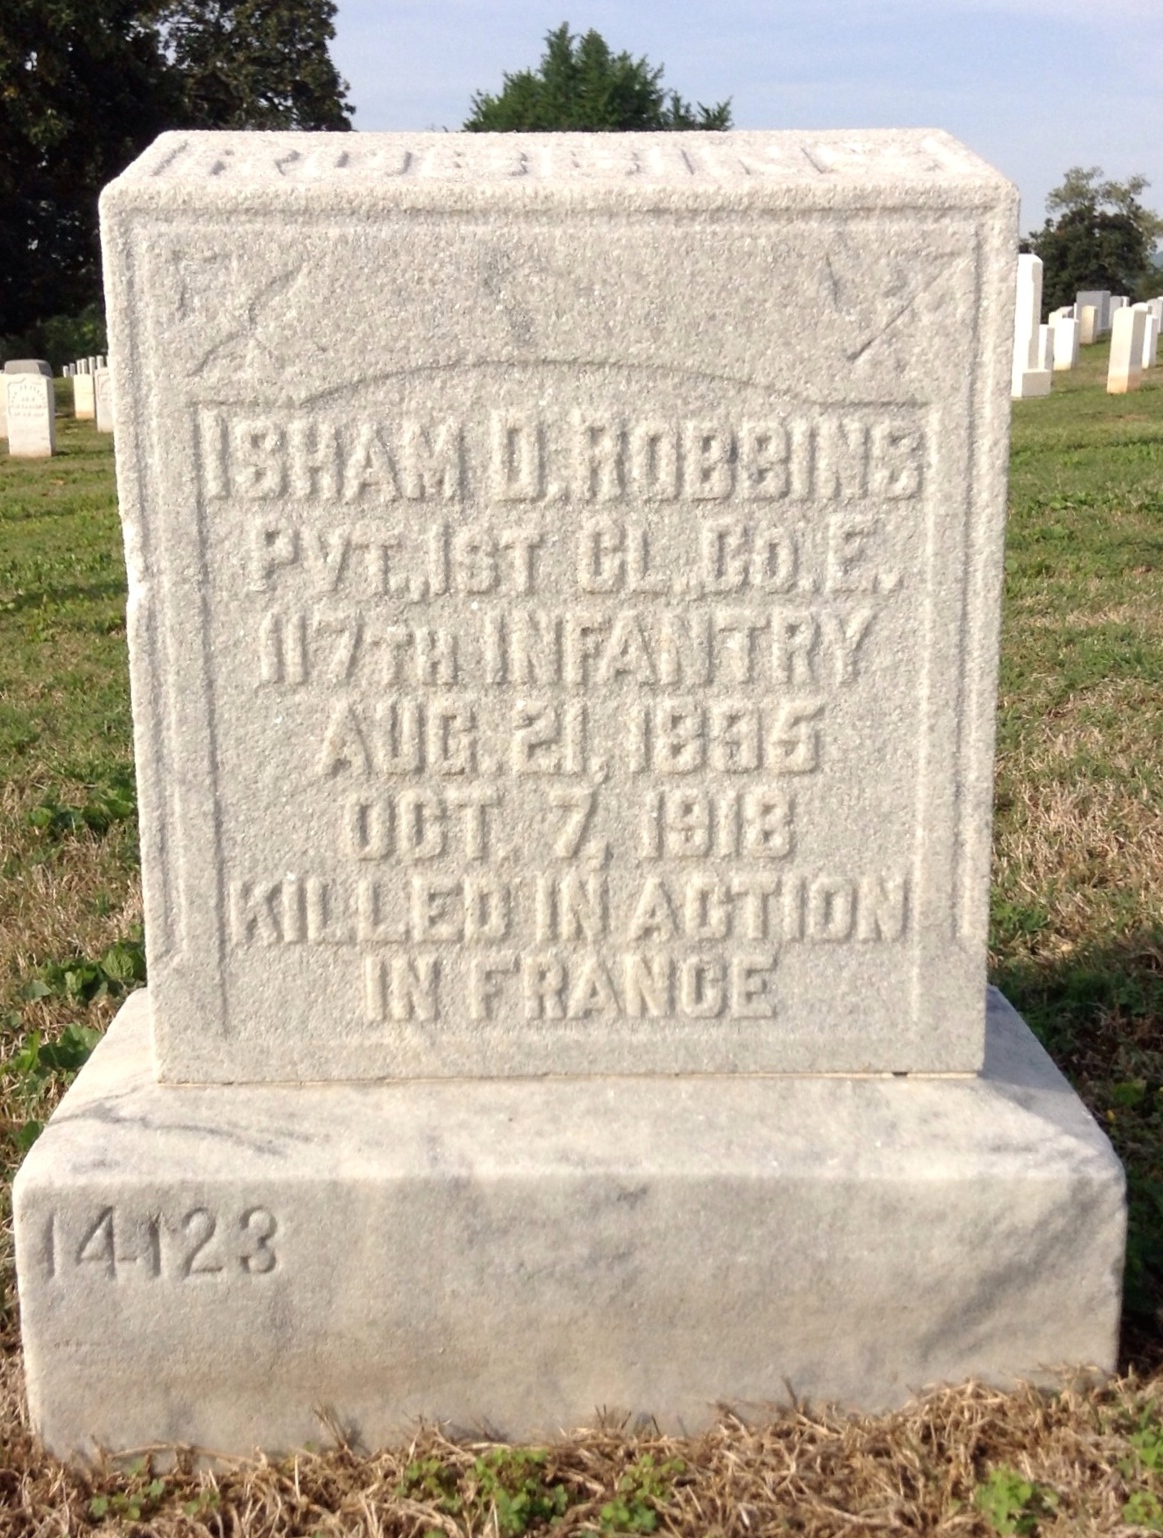 ROBBINS
ISHAM D. ROBBINS
PVT. 1ST CL., CO. E.,
117TH INFANTRY
AUG. 21, 1895
OCT. 7, 1918
KILLED IN ACTION
IN FRANCE
14123